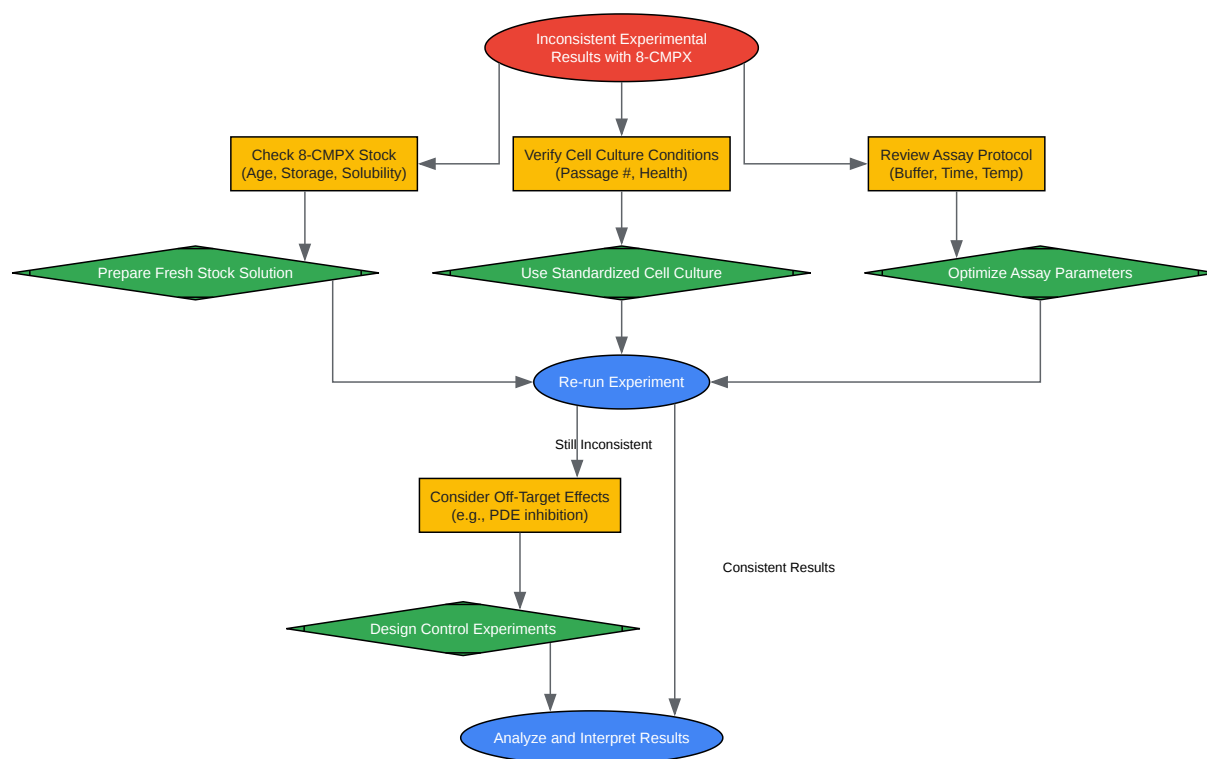 Inconsistent Experimental
Results with 8-CMPX
Check 8-CMPX Stock
(Age, Storage, Solubility)
Verify Cell Culture Conditions
(Passage #, Health)
Review Assay Protocol
(Buffer, Time, Temp)
Prepare Fresh Stock Solution
Use Standardized Cell Culture
Optimize Assay Parameters
Re-run Experiment
Still Inconsistent
Consider Off-Target Effects
(e.g., PDE inhibition)
Consistent Results
Design Control Experiments
Analyze and Interpret Results